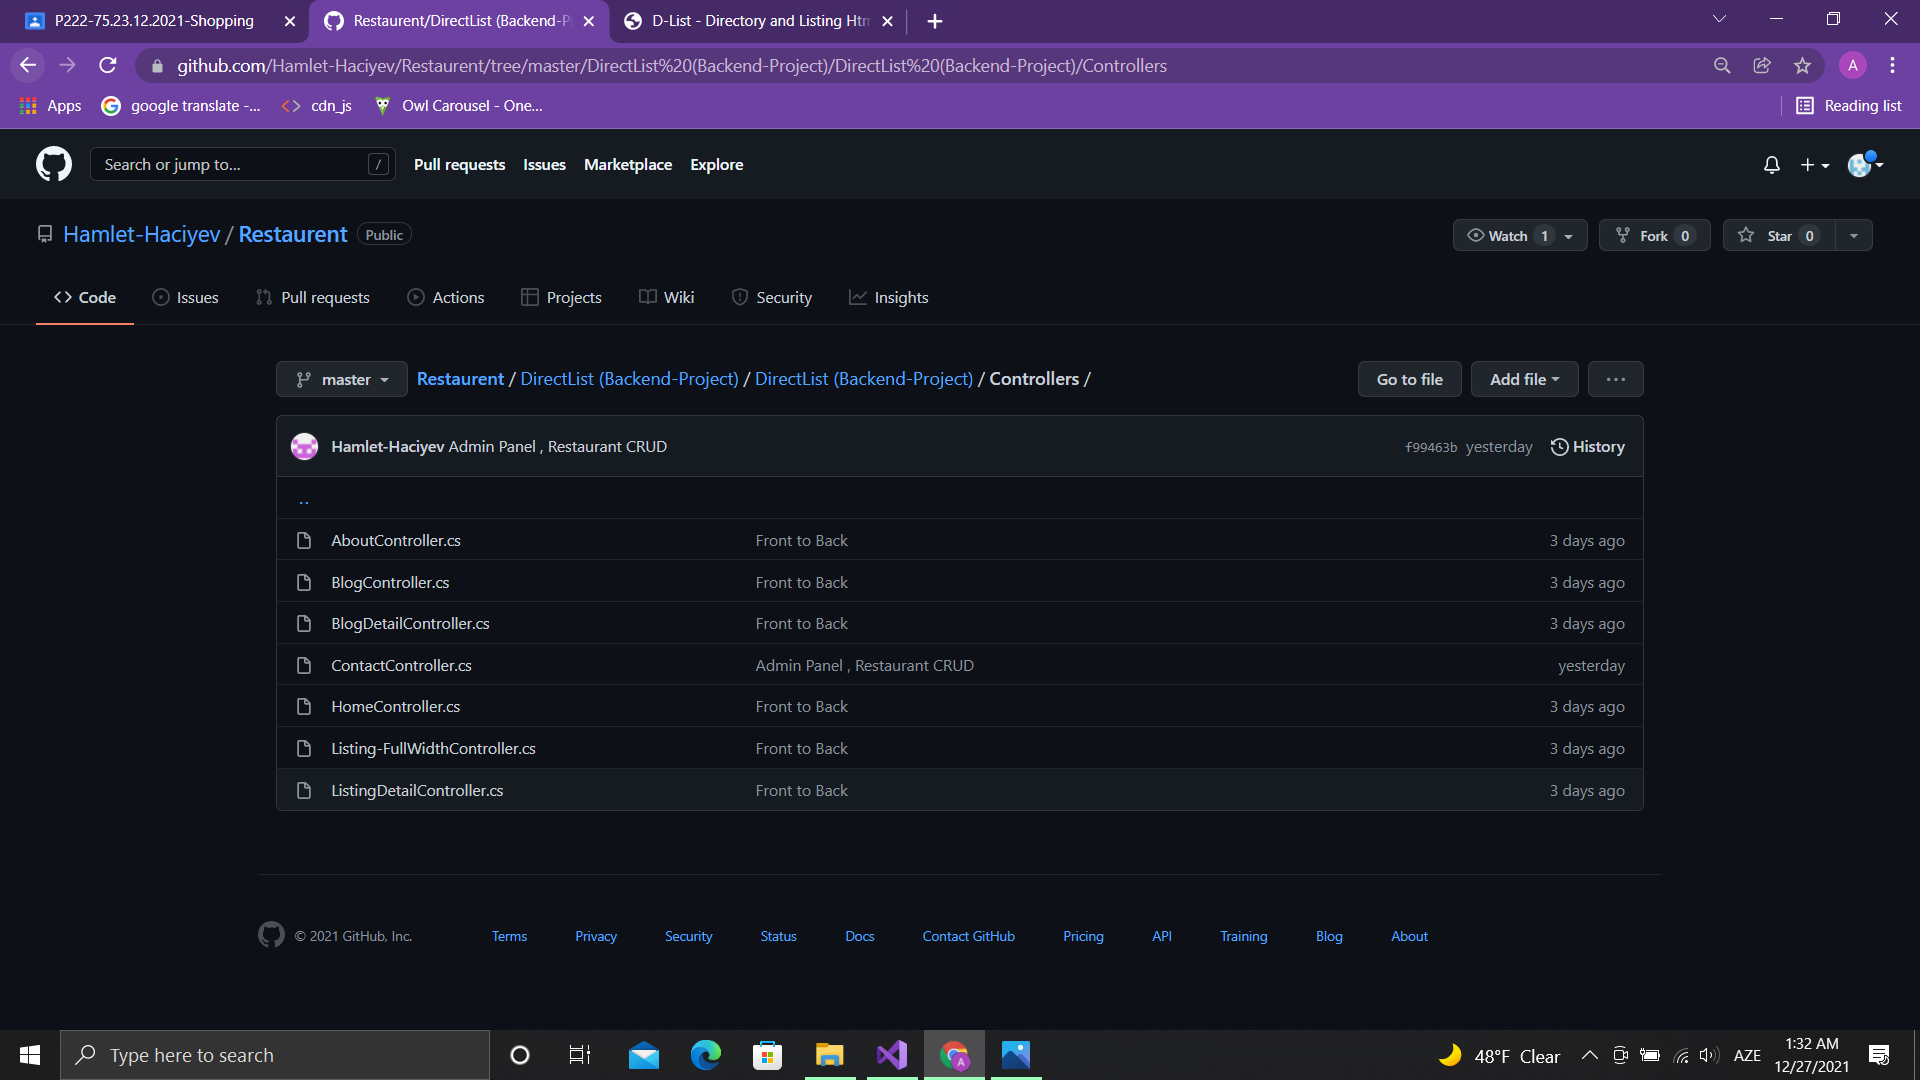 P222-75.23.12.2021-Shopping
Restaurent/DirectList (Backend-P
D-List - Directory and Listing Htm
github.com/Hamlet-Haciyev/Restaurent/tree/master/DirectList%20(Backend-Project)/DirectList%20(Backend-Project)/Controllers
A
Apps
google translate -...
cdn_js
Owl Carousel - One...
Reading list
Search or jump to...
/
Pull requests
Issues
Marketplace
Explore
Hamlet-Haciyev / Restaurent
Public
Watch 1
Fork 0
Star 0
Code
Issues
Pull requests
Actions
Projects
Wiki
Security
Insights
master
Restaurent / DirectList (Backend-Project) / DirectList (Backend-Project) / Controllers /
Go to file
Add file
...
Hamlet-Haciyev Admin Panel , Restaurant CRUD
f99463b yesterday
History
..
AboutController.cs Front to Back 3 days ago
BlogController.cs Front to Back 3 days ago
BlogDetailController.cs Front to Back 3 days ago
ContactController.cs Admin Panel , Restaurant CRUD yesterday
HomeController.cs Front to Back 3 days ago
Listing-FullWidthController.cs Front to Back 3 days ago
ListingDetailController.cs Front to Back 3 days ago
© 2021 GitHub, Inc.
Terms
Privacy
Security
Status
Docs
Contact GitHub
Pricing
API
Training
Blog
About
Type here to search
A
48°F Clear
AZE
1:32 AM
12/27/2021